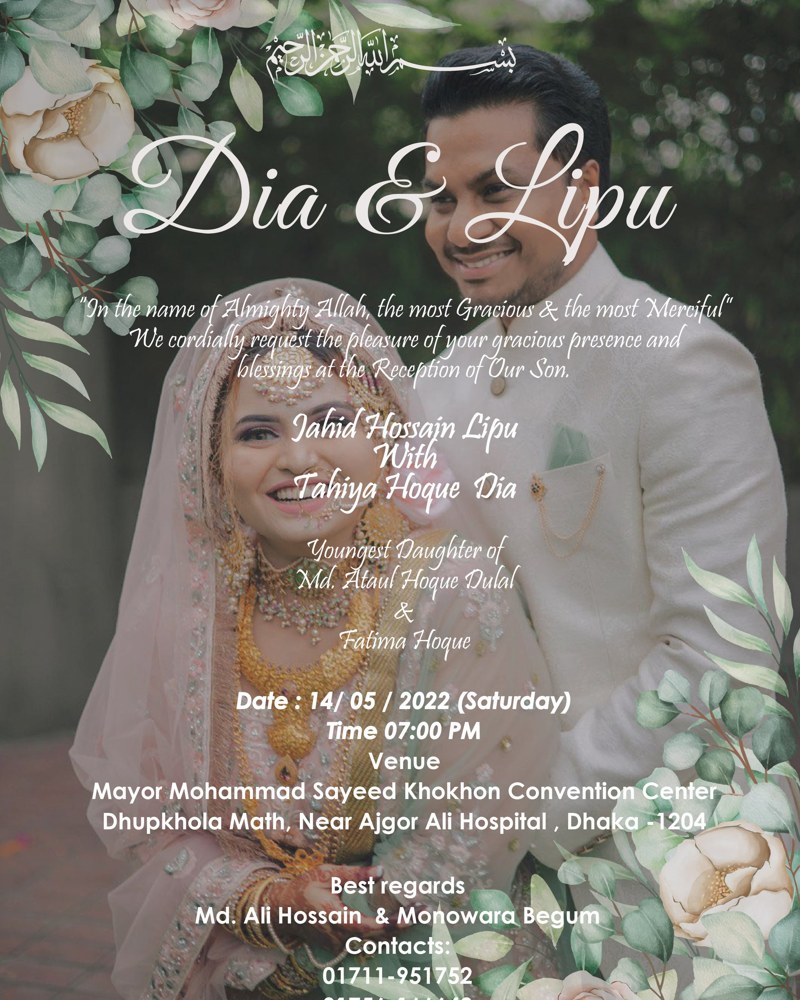 بسم الله الرحمن الرحيم
Dia & Lipu
"In the name of Almighty Allah, the most Gracious & the most Merciful"
We cordially request the pleasure of your gracious presence and
blessings at the Reception of Our Son.
Jahid Hossain Lipu
With
Tahiya Hoque Dia
Youngest Daughter of
Md. Ataul Hoque Dulal
&
Fatima Hoque
Date : 14/ 05 / 2022 (Saturday)
Time 07:00 PM
Venue
Mayor Mohammad Sayeed Khokhon Convention Center
Dhupkhola Math, Near Ajgor Ali Hospital , Dhaka -1204
Best regards
Md. Ali Hossain & Monowara Begum
Contacts:
01711-951752